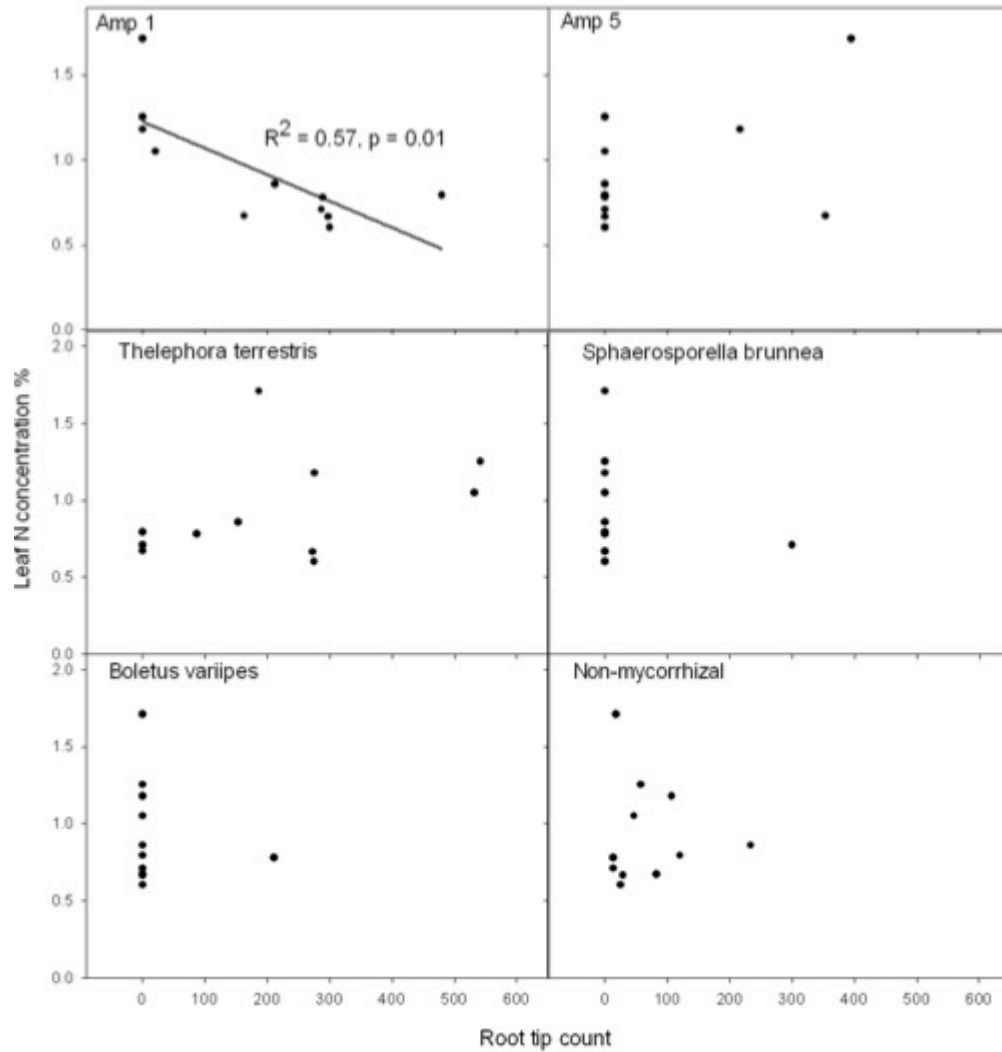 Amp 1
Amp 5
1.5
1.0
0.5
0.0
R2 = 0.57, p = 0.01
Thelephora terrestris
Sphaerosporella brunnea
2.0
1.5
1.0
0.5
0.0
Leaf N concentration %
Boletus variipes
Non-mycorrhizal
2.0
1.5
1.0
0.5
0.0
0 100 200 300 400 500 600
0 100 200 300 400 500 600
Root tip count